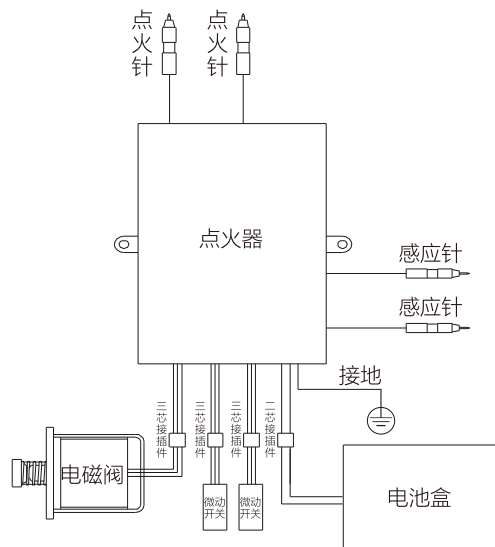 点火针
点火针
点火器
感应针
感应针
接地
三芯接插件
三芯接插件
三芯接插件
二芯接插件
电磁阀
微动
开关
微动
开关
电池盒